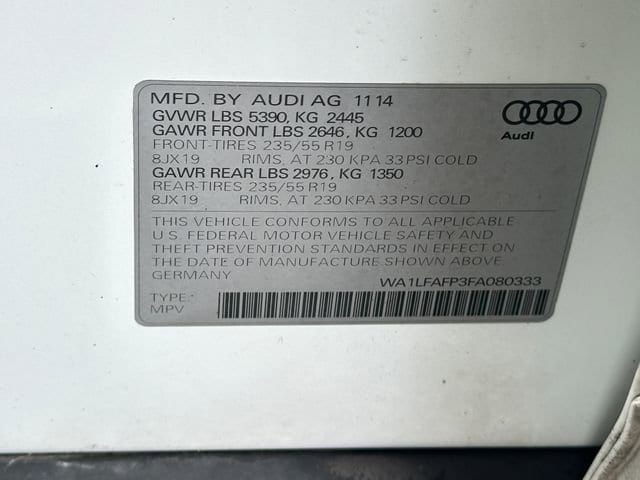 MFD. BY AUDI AG 1114
GVWR LBS 5390, KG 2445
GAWR FRONT LBS 2646, KG 1200
FRONT-TIRES 235/55 R19
8JX19 RIMS, AT 230 KPA 33 PSI COLD
GAWR REAR LBS 2976, KG 1350
REAR-TIRES 235/55 R19
8JX19 RIMS, AT 230 KPA 33 PSI COLD
Audi
THIS VEHICLE CONFORMS TO ALL APPLICABLE
U.S. FEDERAL MOTOR VEHICLE SAFETY AND
THEFT PREVENTION STANDARDS IN EFFECT ON
THE DATE OF MANUFACTURE SHOWN ABOVE.
WA1LFAFP3FA080333
TYPE:
MPV